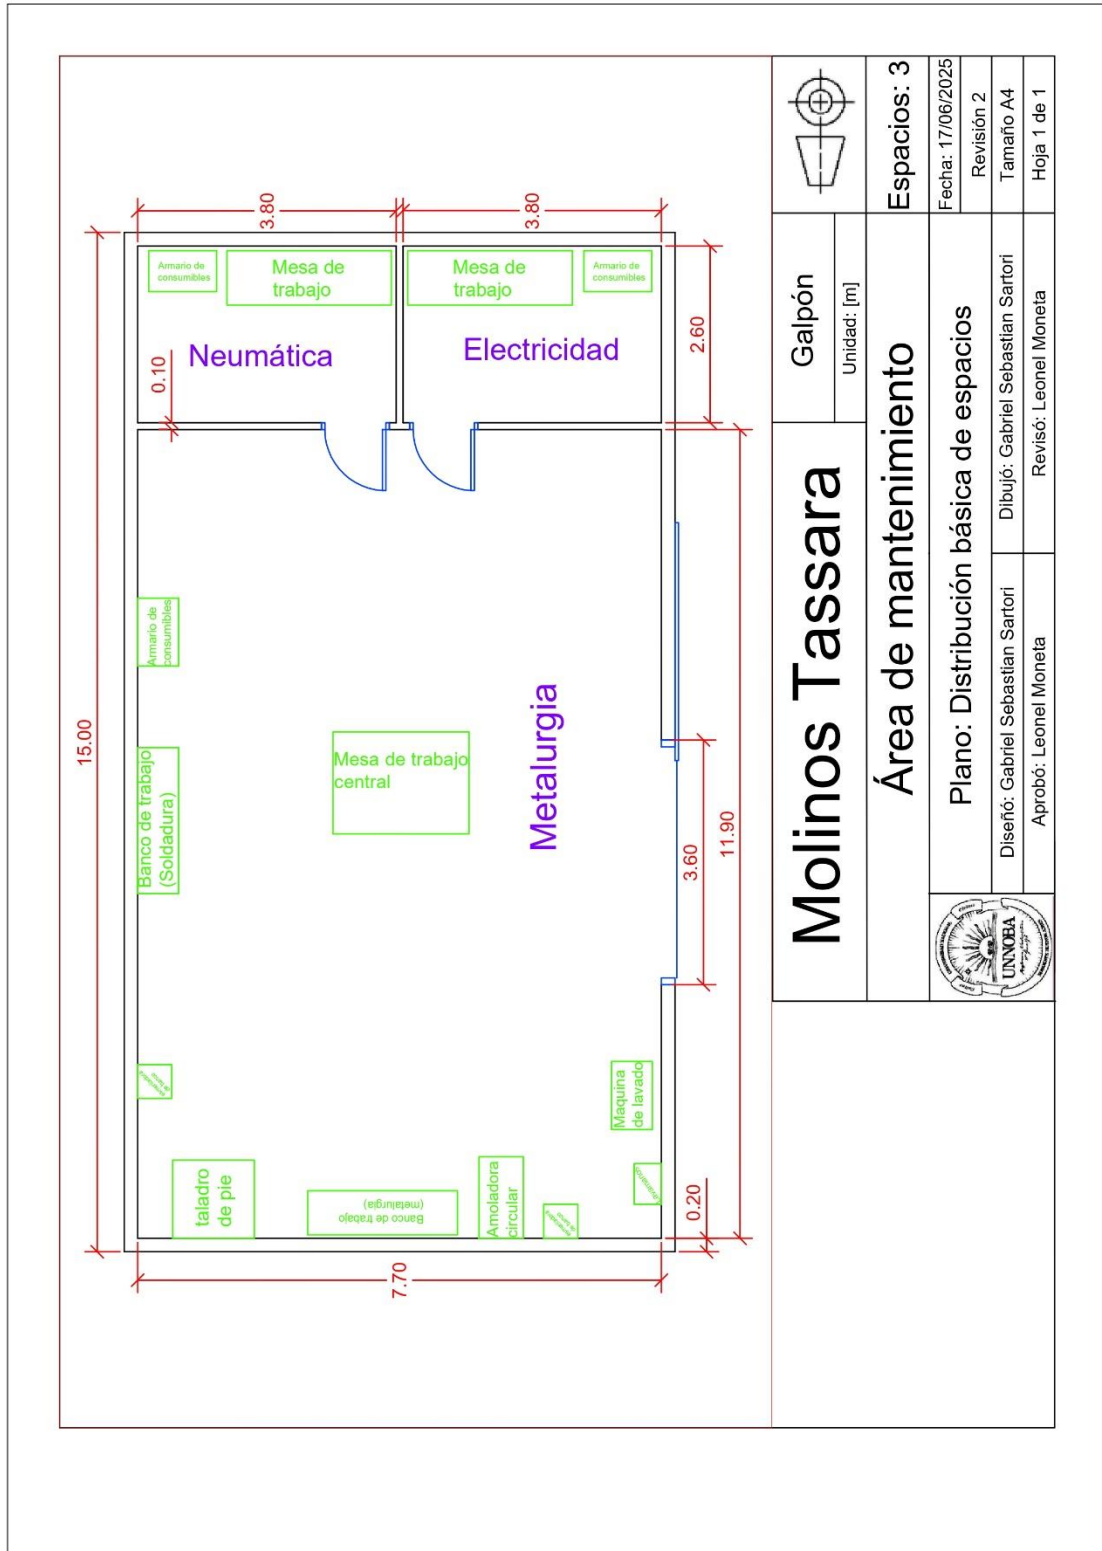 15.00
3.80
3.80
Armario de
consumibles
Mesa de
trabajo
Mesa de
trabajo
Armario de
consumibles
0.10
Neumática
Electricidad
2.60
Armario de
consumibles
Banco de trabajo
(Soldadura)
Mesa de trabajo
central
Metalurgia
3.60
11.90
Maquina
de lavado
taladro
de pie
Banco de trabajo
(metalurgia)
Amoladora
circular
0.20
7.70
Molinos Tassara
Galpón
Unidad: [m]
Área de mantenimiento
Espacios: 3
Plano: Distribución básica de espacios
Fecha: 17/06/2025
Revisión 2
Diseñó: Gabriel Sebastian Sartori
Dibujó: Gabriel Sebastian Sartori
Tamaño A4
Aprobó: Leonel Moneta
Revisó: Leonel Moneta
Hoja 1 de 1
UNNOBA